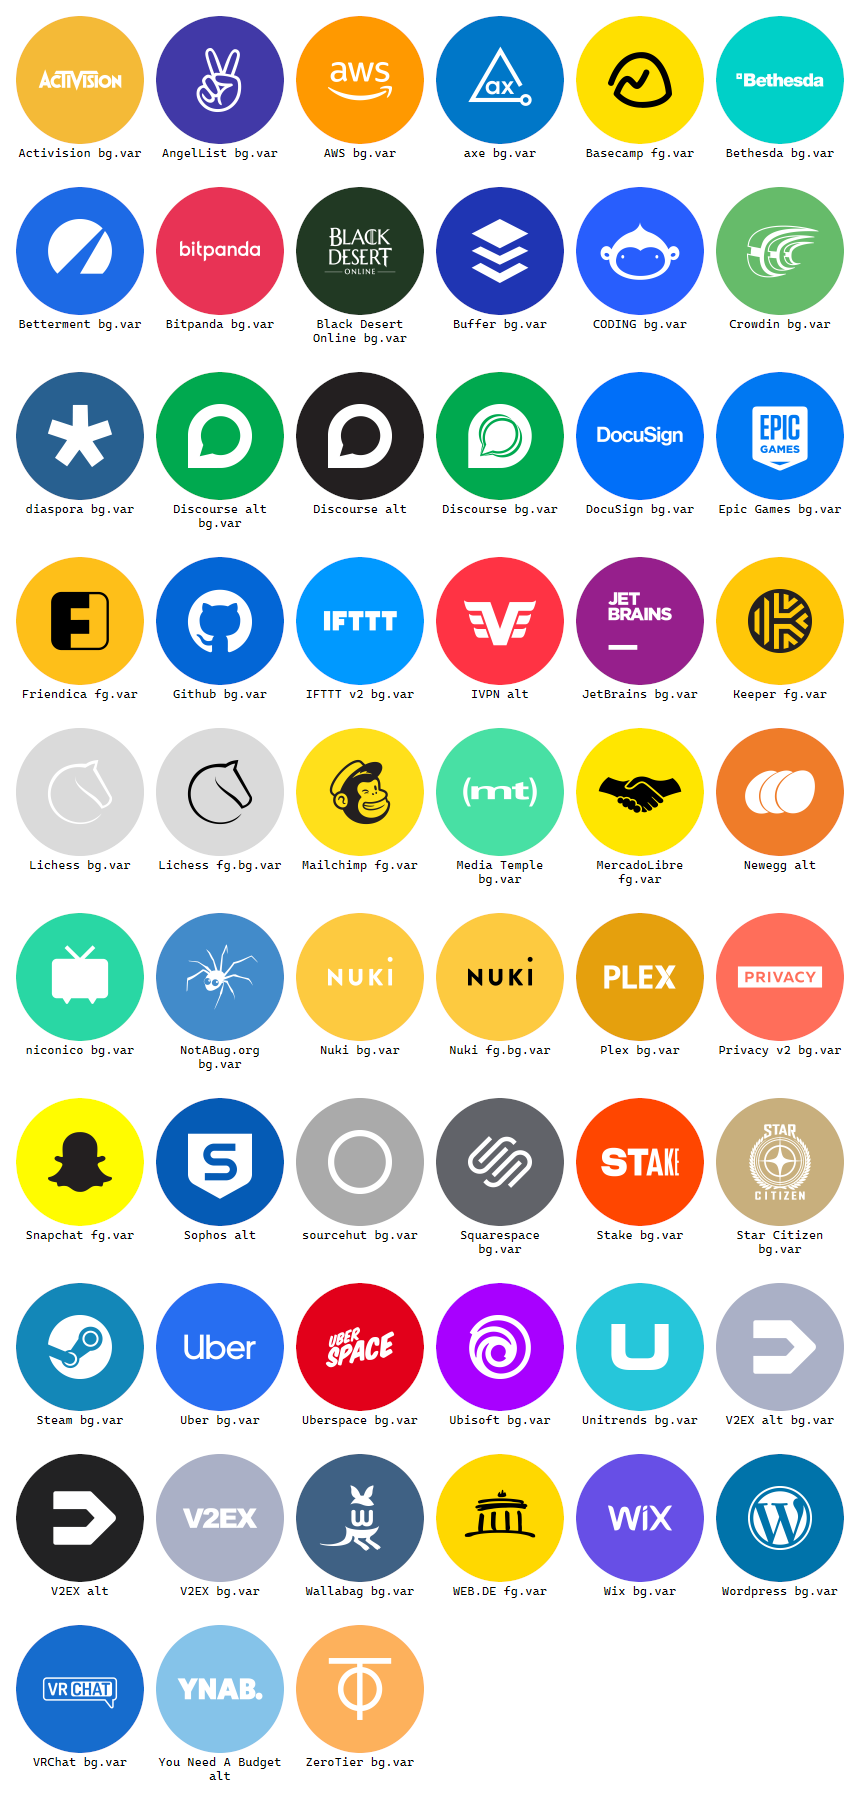 ACTIVISION
aws
ax
Bethesda
Activision bg.var
AngelList bg.var
AWS bg.var
axe bg.var
Basecamp fg.var
Bethesda bg.var
bitpanda
BLACK
DESERT
ONLINE
Betterment bg.var
Bitpanda bg.var
Black Desert
Online bg.var
Buffer bg.var
CODING bg.var
Crowdin bg.var
DocuSign
EPIC
GAMES
diaspora bg.var
Discourse alt
bg.var
Discourse alt
Discourse bg.var
DocuSign bg.var
Epic Games bg.var
F
IFTTT
V
JET
BRAINS
K
Friendica fg.var
Github bg.var
IFTTT v2 bg.var
IVPN alt
JetBrains bg.var
Keeper fg.var
(mt)
Lichess bg.var
Lichess fg.bg.var
Mailchimp fg.var
Media Temple
bg.var
MercadoLibre
fg.var
Newegg alt
NUKI
NUKI
PLEX
PRIVACY
niconico bg.var
NotABug.org
bg.var
Nuki bg.var
Nuki fg.bg.var
Plex bg.var
Privacy v2 bg.var
S
STAKE
STAR
CITIZEN
Snapchat fg.var
Sophos alt
sourcehut bg.var
Squarespace
bg.var
Stake bg.var
Star Citizen
bg.var
Uber
UBER
SPACE
U
Steam bg.var
Uber bg.var
Uberspace bg.var
Ubisoft bg.var
Unitrends bg.var
V2EX alt bg.var
V2EX
W
WiX
W
V2EX alt
V2EX bg.var
Wallabag bg.var
WEB.DE fg.var
Wix bg.var
Wordpress bg.var
VR CHAT
YNAB.
VRChat bg.var
You Need A Budget
alt
ZeroTier bg.var